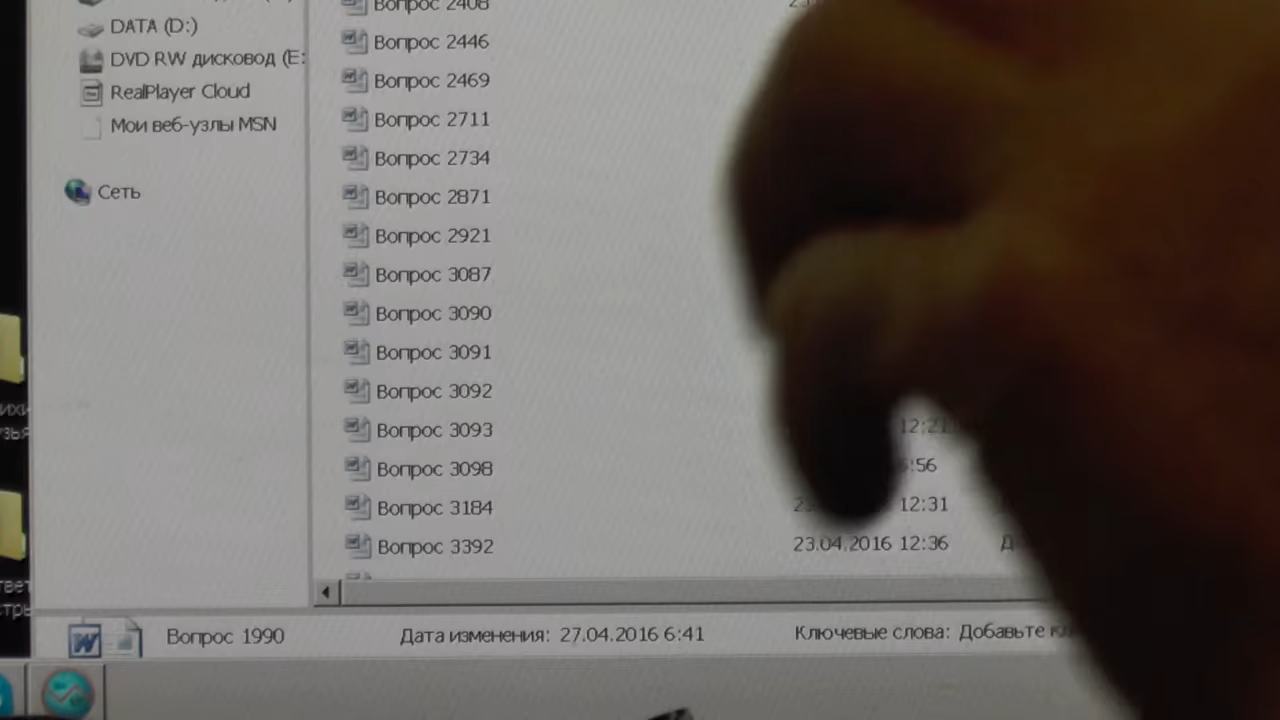 DATA (D:)
DVD RW дисковод (E:
RealPlayer Cloud
Мои веб-узлы MSN
Сеть
Вопрос 2408
Вопрос 2446
Вопрос 2469
Вопрос 2711
Вопрос 2734
Вопрос 2871
Вопрос 2921
Вопрос 3087
Вопрос 3090
Вопрос 3091
Вопрос 3092
Вопрос 3093 12:21
Вопрос 3098 :56
Вопрос 3184 12:31
Вопрос 3392 23.04.2016 12:36 Д
Вопрос 1990 Дата изменения: 27.04.2016 6:41 Ключевые слова: Добавьте